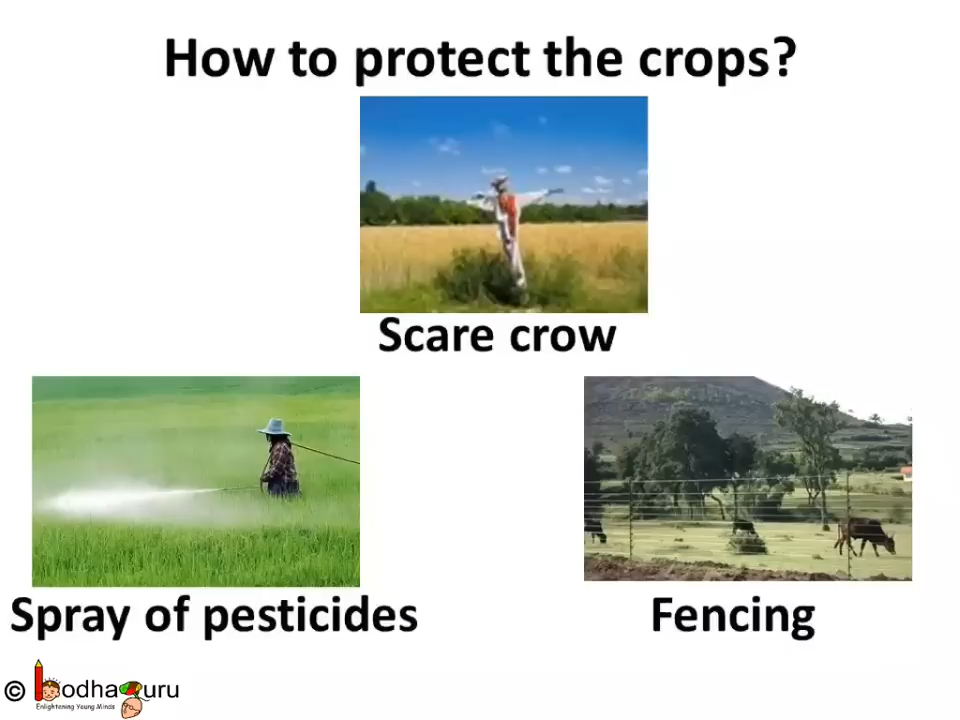 How to protect the crops?
Scare crow
Spray of pesticides
Fencing
© BodhaGuru
Enlightening Young Minds